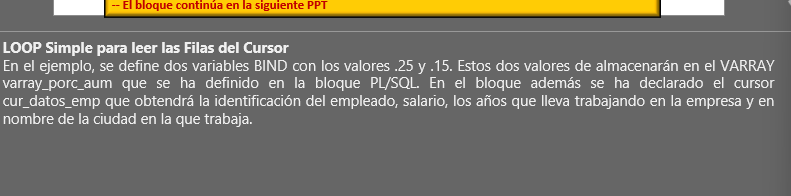 -- El bloque continúa en la siguiente PPT
LOOP Simple para leer las Filas del Cursor
En el ejemplo, se define dos variables BIND con los valores .25 y .15. Estos dos valores de almacenarán en el VARRAY
varray_porc_aum que se ha definido en la bloque PL/SQL. En el bloque además se ha declarado el cursor
cur_datos_emp que obtendrá la identificación del empleado, salario, los años que lleva trabajando en la empresa y en
nombre de la ciudad en la que trabaja.